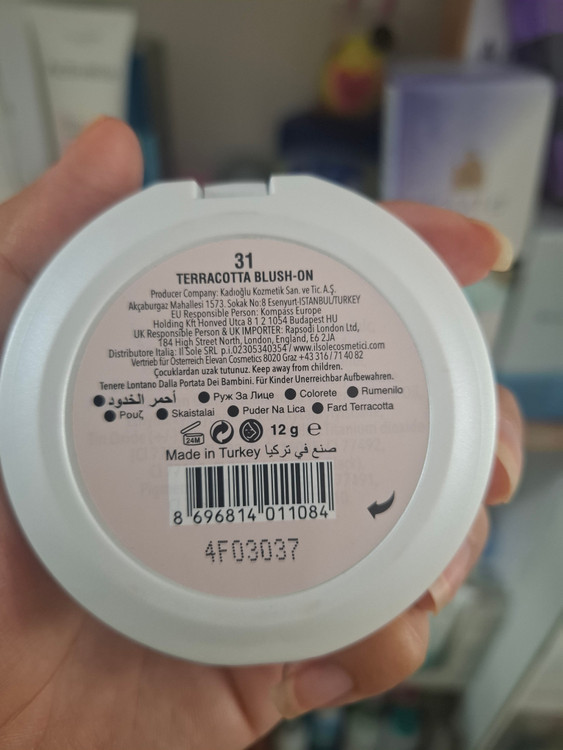 31
TERRACOTTA BLUSH-ON
Producer Company: Kadıoğlu Kozmetik San. ve Tic. A.Ş.
Akçaburgaz Mahallesi 1573. Sokak No:8 Esenyurt-ISTANBUL/TURKEY
EU Responsible Person: Kompass Europe
Holding Kft Honved Utca 8 1 2 1054 Budapest HU
UK Responsible Person & UK IMPORTER: Rapsodi London Ltd,
184 High Street North, London, England, E6 2JA
Distributore Italia: Il Sole SRL p.i.02305340354/ www.ilsolecosmetici.com
Vertrieb für Österreich Elevan Cosmetics 8020 Graz +43 316/71 40 82
Çocuklardan uzak tutunuz. Keep away from children.
Tenere Lontano Dalla Portata Dei Bambini. Für Kinder Unerreichbar Aufbewahren.
● أحمر الخدود ● Руж За Лице ● Colorete ● Rumenilo
● Ρουζ ● Skaistalai ● Puder Na Lica ● Fard Terracotta
24M 12 g ℮
Made in Turkey صنع في تركيا
8 696814 011084
4F03037